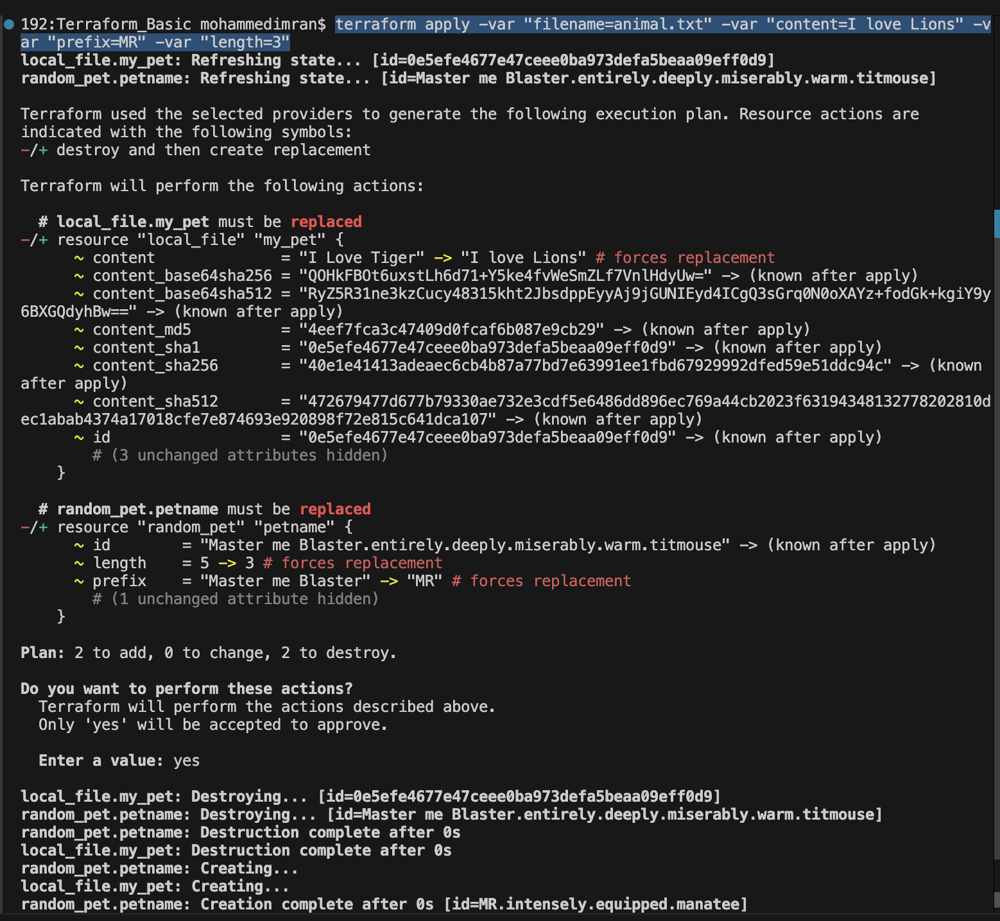 192:Terraform_Basic mohammedimran$ terraform apply -var "filename=animal.txt" -var "content=I love Lions" -v
ar "prefix=MR" -var "length=3"
local_file.my_pet: Refreshing state... [id=0e5efe4677e47ceee0ba973defa5beaa09eff0d9]
random_pet.petname: Refreshing state... [id=Master me Blaster.entirely.deeply.miserably.warm.titmouse]
Terraform used the selected providers to generate the following execution plan. Resource actions are
indicated with the following symbols:
-/+ destroy and then create replacement
Terraform will perform the following actions:
# local_file.my_pet must be replaced
-/+ resource "local_file" "my_pet" {
~ content = "I Love Tiger" -> "I love Lions" # forces replacement
~ content_base64sha256 = "QOHkFBOt6uxstLh6d71+Y5ke4fvWeSmZLf7VnlHdyUw=" -> (known after apply)
~ content_base64sha512 = "RyZ5R31ne3kzCucy48315kht2JbsdppEyyAj9jGUNIEyd4ICgQ3sGrq0N0oXAYz+fodGk+kgiY9y
6BXGQdyhBw==" -> (known after apply)
~ content_md5 = "4eef7fca3c47409d0fcaf6b087e9cb29" -> (known after apply)
~ content_sha1 = "0e5efe4677e47ceee0ba973defa5beaa09eff0d9" -> (known after apply)
~ content_sha256 = "40e1e41413adeaec6cb4b87a77bd7e63991ee1fbd67929992dfed59e51ddc94c" -> (known
after apply)
~ content_sha512 = "472679477d677b79330ae732e3cdf5e6486dd896ec769a44cb2023f63194348132778202810d
ec1abab4374a17018cfe7e874693e920898f72e815c641dca107" -> (known after apply)
~ id = "0e5efe4677e47ceee0ba973defa5beaa09eff0d9" -> (known after apply)
# (3 unchanged attributes hidden)
}
# random_pet.petname must be replaced
-/+ resource "random_pet" "petname" {
~ id = "Master me Blaster.entirely.deeply.miserably.warm.titmouse" -> (known after apply)
~ length = 5 -> 3 # forces replacement
~ prefix = "Master me Blaster" -> "MR" # forces replacement
# (1 unchanged attribute hidden)
}
Plan: 2 to add, 0 to change, 2 to destroy.
Do you want to perform these actions?
Terraform will perform the actions described above.
Only 'yes' will be accepted to approve.
Enter a value: yes
local_file.my_pet: Destroying... [id=0e5efe4677e47ceee0ba973defa5beaa09eff0d9]
random_pet.petname: Destroying... [id=Master me Blaster.entirely.deeply.miserably.warm.titmouse]
random_pet.petname: Destruction complete after 0s
local_file.my_pet: Destruction complete after 0s
random_pet.petname: Creating...
local_file.my_pet: Creating...
random_pet.petname: Creation complete after 0s [id=MR.intensely.equipped.manatee]